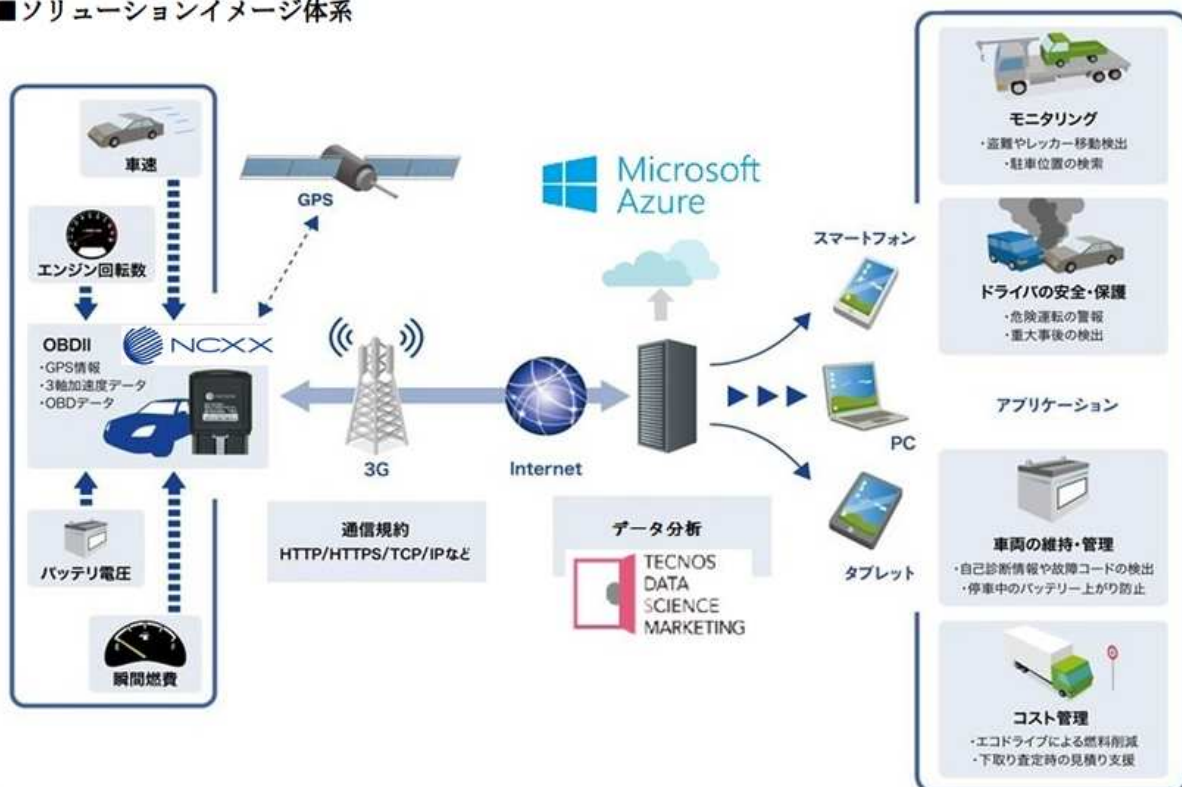 ■ソリューションイメージ体系
車速
エンジン回転数
OBDII
・GPS情報
・3軸加速度データ
・OBDデータ
NCXX
バッテリ電圧
瞬間燃費
GPS
3G
通信規約
HTTP/HTTPS/TCP/IPなど
Internet
Microsoft
Azure
データ分析
TECNOS
DATA
SCIENCE
MARKETING
スマートフォン
PC
タブレット
モニタリング
・盗難やレッカー移動検出
・駐車位置の検索
ドライバの安全・保護
・危険運転の警報
・重大事後の検出
アプリケーション
車両の維持・管理
・自己診断情報や故障コードの検出
・停車中のバッテリー上がり防止
コスト管理
・エコドライブによる燃料削減
・下取り査定時の見積り支援